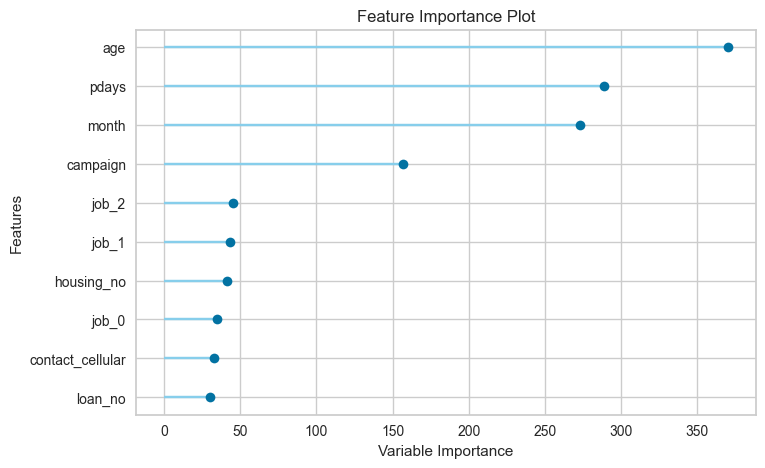 Feature Importance Plot
Features
age
pdays
month
campaign
job_2
job_1
housing_no
job_0
contact_cellular
loan_no
0 50 100 150 200 250 300 350
Variable Importance